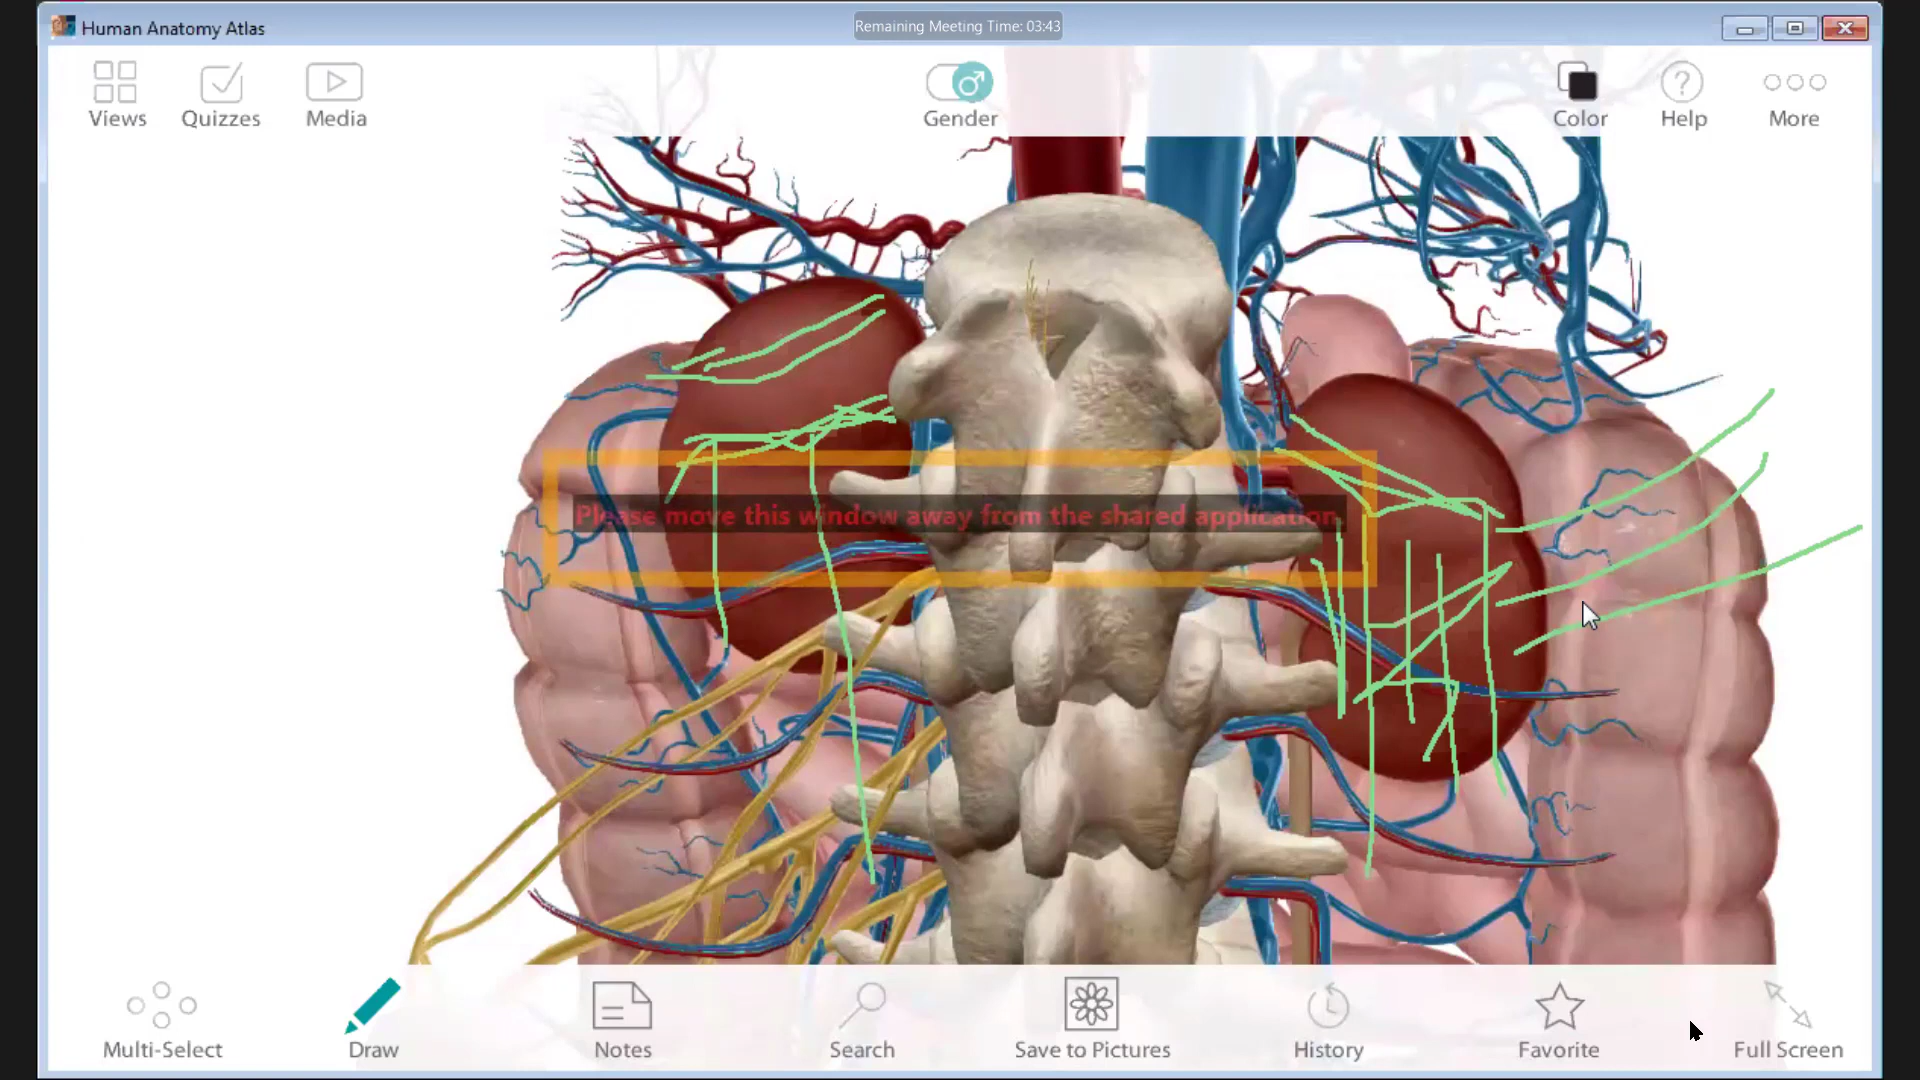 Human Anatomy Atlas
Remaining Meeting Time: 03:43
Views
Quizzes
Media
Gender
Color
Help
More
Please move this window away from the shared application.
Multi-Select
Draw
Notes
Search
Save to Pictures
History
Favorite
Full Screen